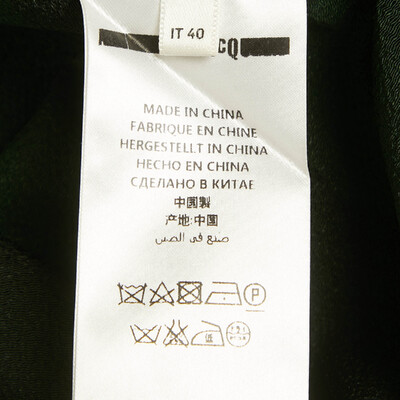 IT 40
CQ
MADE IN CHINA
FABRIQUE EN CHINE
HERGESTELLT IN CHINA
HECHO EN CHINA
СДЕЛАНО В КИТАЕ
中国製
产地:中国
صنع في الصين
P
低